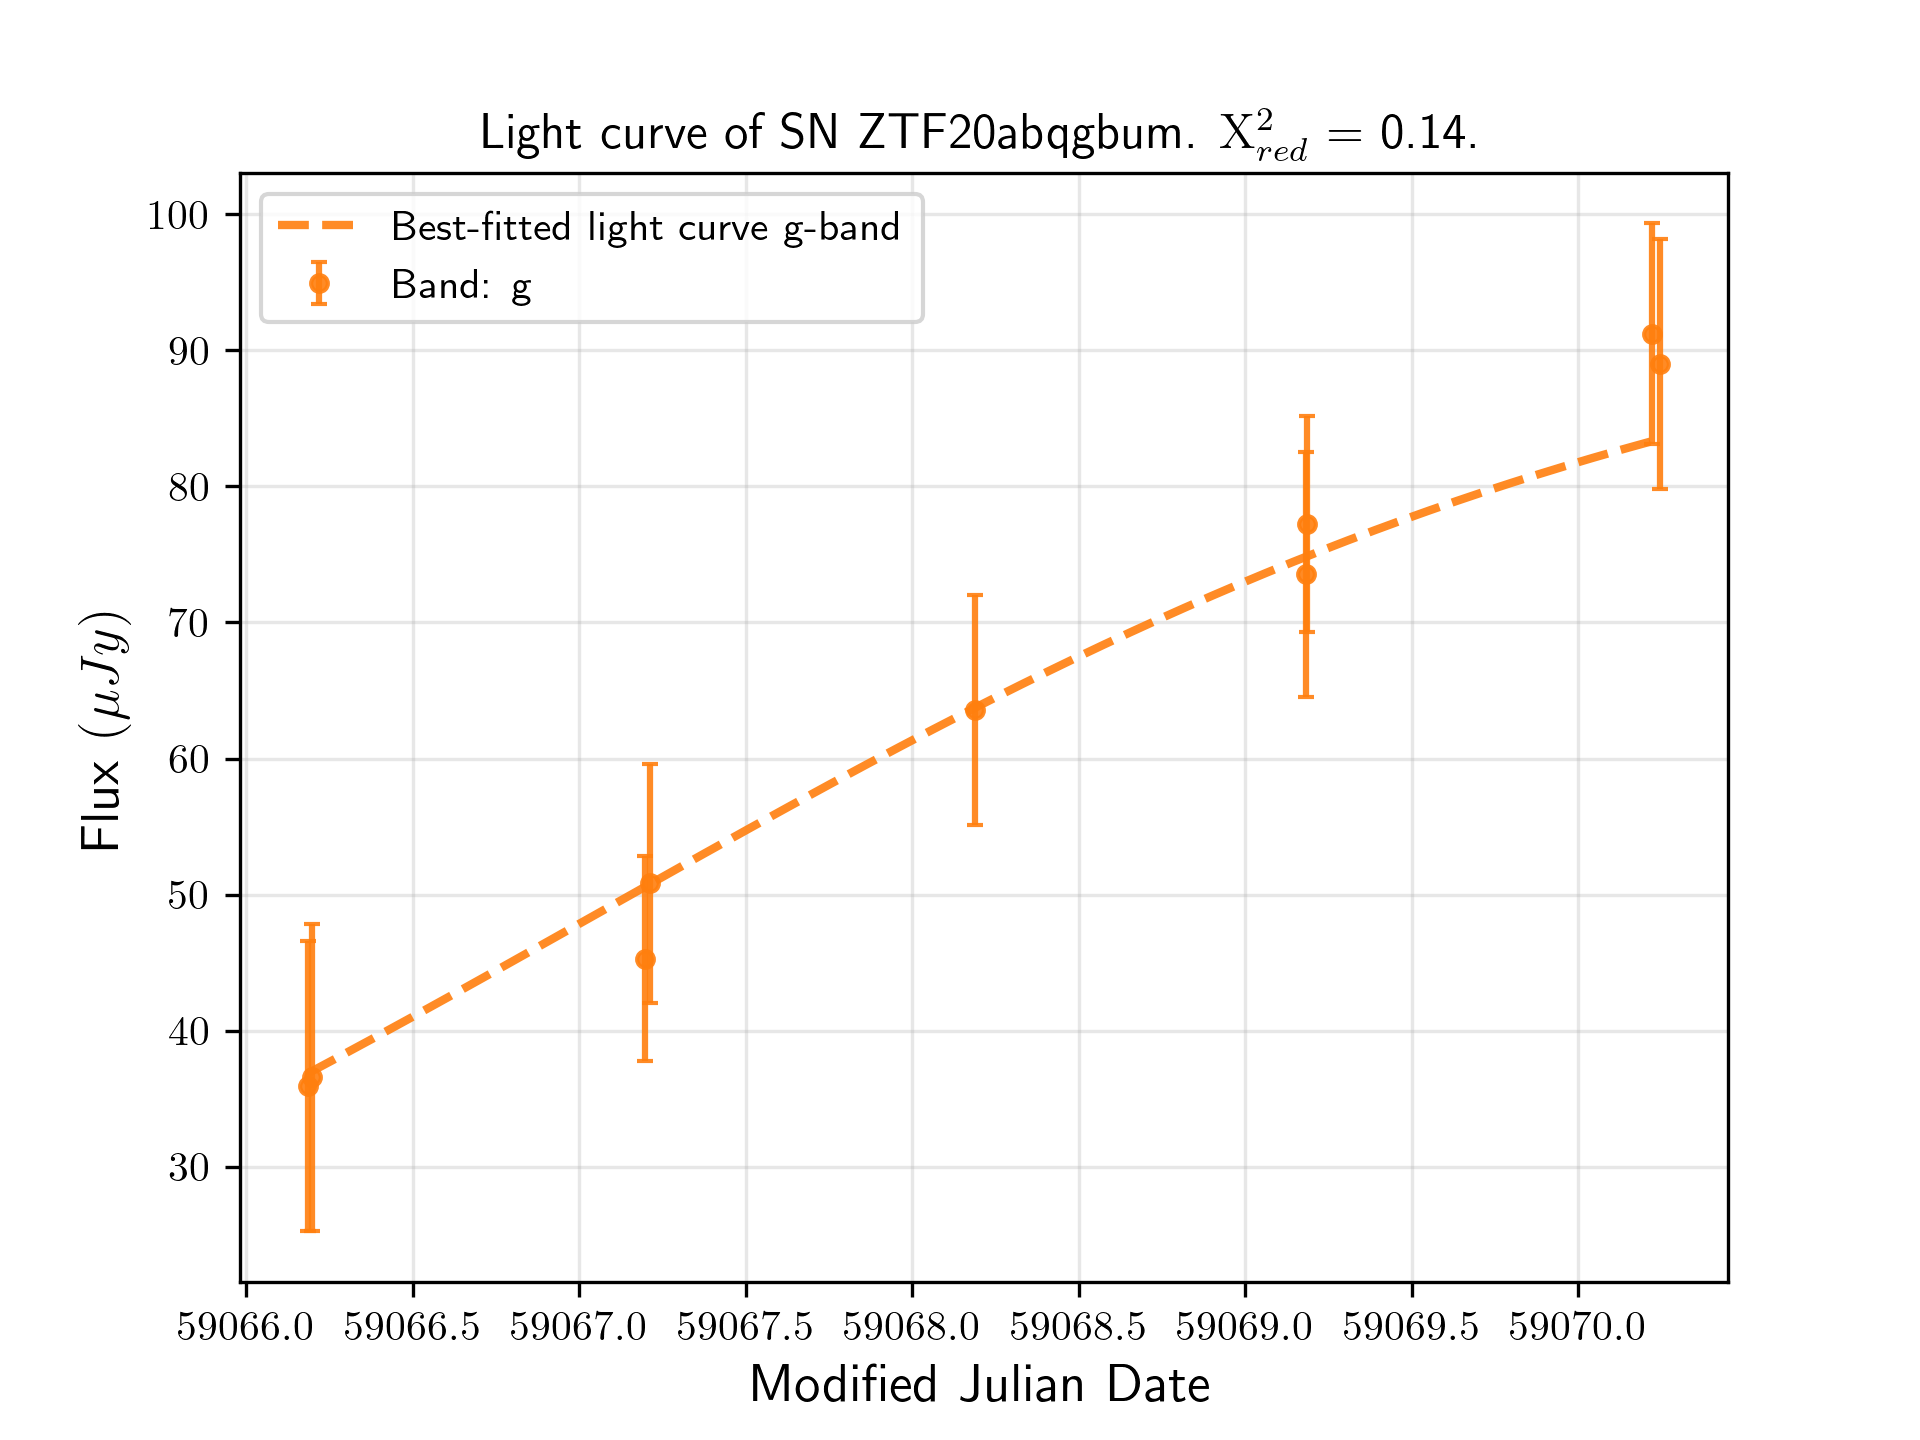 Light curve of SN ZTF20abqgbum. X²_red = 0.14.
Best-fitted light curve g-band
Band: g
100
90
80
70
60
50
40
30
Flux (μJy)
59066.0 59066.5 59067.0 59067.5 59068.0 59068.5 59069.0 59069.5 59070.0
Modified Julian Date